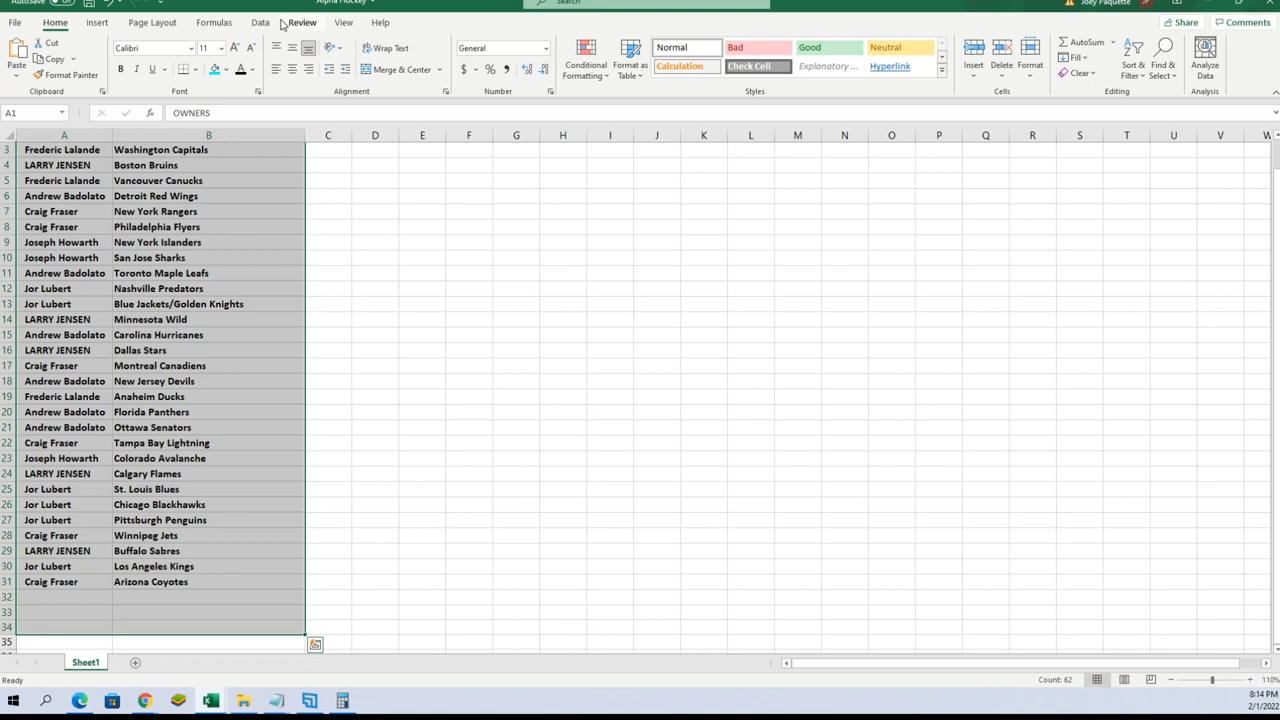 AutoSave Off Alpha Hockey Search Joey Paquette JP
File Home Insert Page Layout Formulas Data Review View Help Share Comments
Paste Cut Copy Format Painter
Clipboard
Calibri 11 A A
B I U A
Font
Wrap Text
Merge & Center
Alignment
General
$ % ,
Number
Conditional Formatting
Format as Table
Normal Bad Good Neutral
Calculation Check Cell Explanatory ... Hyperlink
Styles
Insert Delete Format
Cells
AutoSum
Fill
Clear
Sort & Filter
Find & Select
Editing
Analyze Data
Analysis
A1 fx OWNERS
A B C D E F G H I J K L M N O P Q R S T U V W
3 Frederic Lalande Washington Capitals
4 LARRY JENSEN Boston Bruins
5 Frederic Lalande Vancouver Canucks
6 Andrew Badolato Detroit Red Wings
7 Craig Fraser New York Rangers
8 Craig Fraser Philadelphia Flyers
9 Joseph Howarth New York Islanders
10 Joseph Howarth San Jose Sharks
11 Andrew Badolato Toronto Maple Leafs
12 Jor Lubert Nashville Predators
13 Jor Lubert Blue Jackets/Golden Knights
14 LARRY JENSEN Minnesota Wild
15 Andrew Badolato Carolina Hurricanes
16 LARRY JENSEN Dallas Stars
17 Craig Fraser Montreal Canadiens
18 Andrew Badolato New Jersey Devils
19 Frederic Lalande Anaheim Ducks
20 Andrew Badolato Florida Panthers
21 Andrew Badolato Ottawa Senators
22 Craig Fraser Tampa Bay Lightning
23 Joseph Howarth Colorado Avalanche
24 LARRY JENSEN Calgary Flames
25 Jor Lubert St. Louis Blues
26 Jor Lubert Chicago Blackhawks
27 Jor Lubert Pittsburgh Penguins
28 Craig Fraser Winnipeg Jets
29 LARRY JENSEN Buffalo Sabres
30 Jor Lubert Los Angeles Kings
31 Craig Fraser Arizona Coyotes
32
33
34
35
Sheet1
Ready Count: 62 110%
8:14 PM
2/1/2022